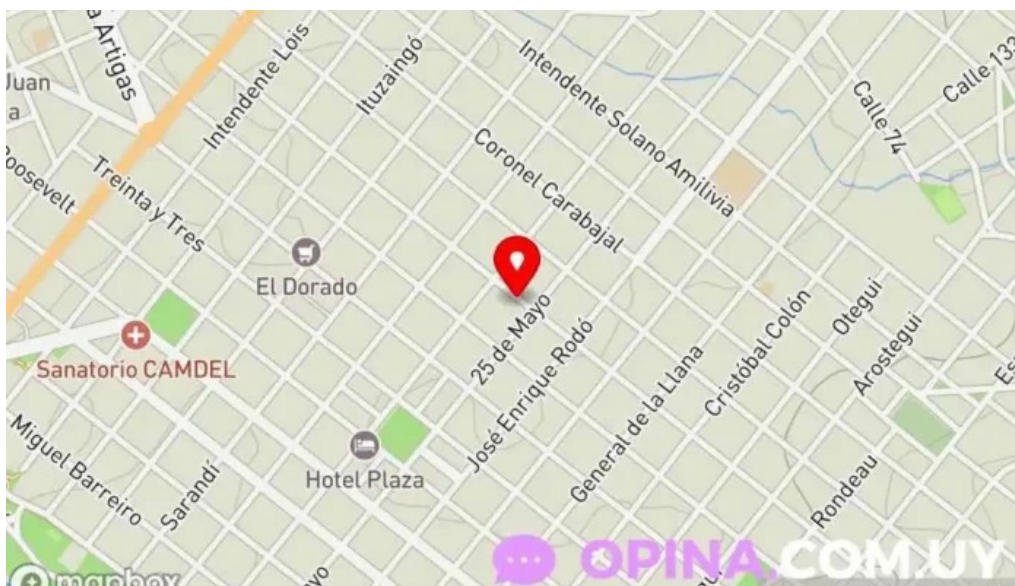 a Artigas
Juan
a
Intendente Lois
Ituzaingó
Intendente Solano Amilivia
Calle 133
Calle 74
Coronel Carabajal
Roosevelt
Treinta y Tres
El Dorado
25 de Mayo
Otegui
Cristóbal Colón
Arostegui
Sanatorio CAMDEL
José Enrique Rodó
General de la Llana
Es
Miguel Barreiro
Sarandí
Hotel Plaza
Rondeau
yo
mapbox
OPINA.COM.UY